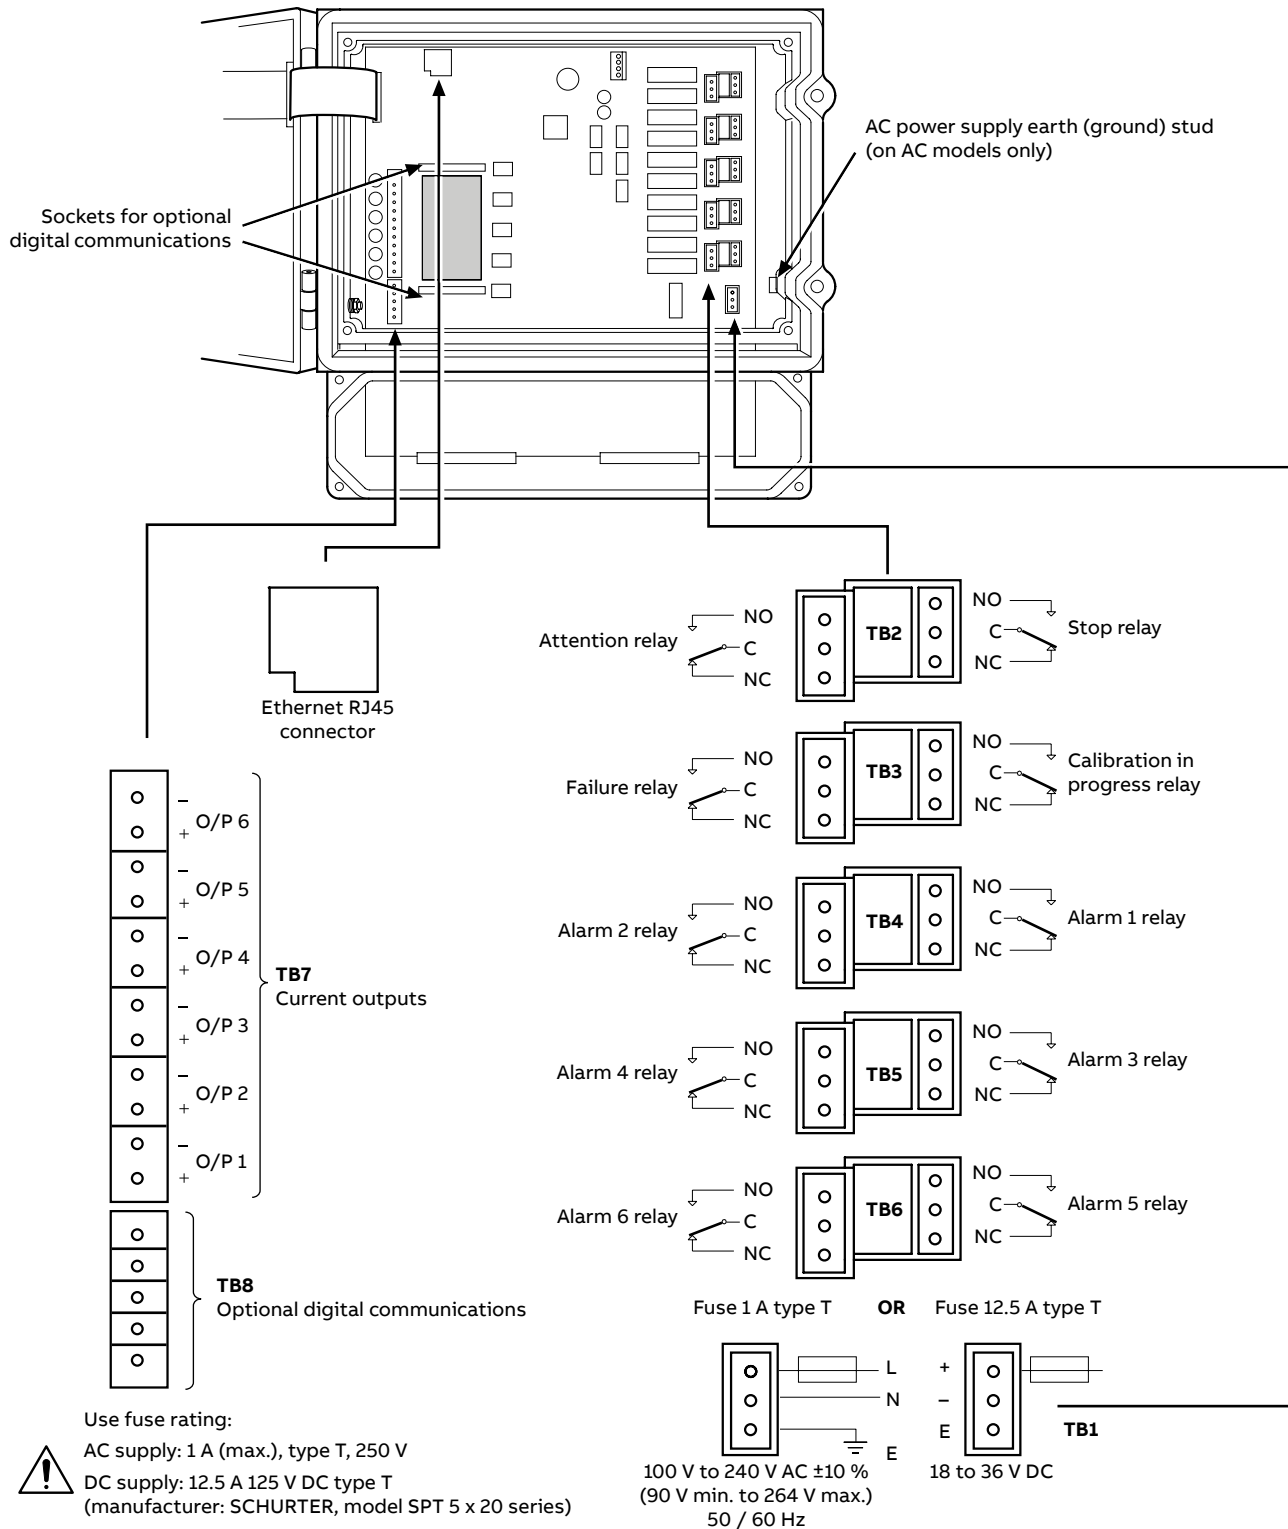 AC power supply earth (ground) stud
(on AC models only)
Sockets for optional
digital communications
Ethernet RJ45
connector
Attention relay
NO
C
NC
TB2
NO
C
NC
Stop relay
Failure relay
NO
C
NC
TB3
NO
C
NC
Calibration in
progress relay
Alarm 2 relay
NO
C
NC
TB4
NO
C
NC
Alarm 1 relay
Alarm 4 relay
NO
C
NC
TB5
NO
C
NC
Alarm 3 relay
Alarm 6 relay
NO
C
NC
TB6
NO
C
NC
Alarm 5 relay
– 
+
O/P 6
–
+
O/P 5
–
+
O/P 4
–
+
O/P 3
–
+
O/P 2
–
+
O/P 1
TB7
Current outputs
TB8
Optional digital communications
Fuse 1 A type T
OR
Fuse 12.5 A type T
L
N
E
+
–
E
TB1
100 V to 240 V AC ±10 %
(90 V min. to 264 V max.)
50 / 60 Hz
18 to 36 V DC
Use fuse rating:
AC supply: 1 A (max.), type T, 250 V
DC supply: 12.5 A 125 V DC type T
(manufacturer: SCHURTER, model SPT 5 x 20 series)